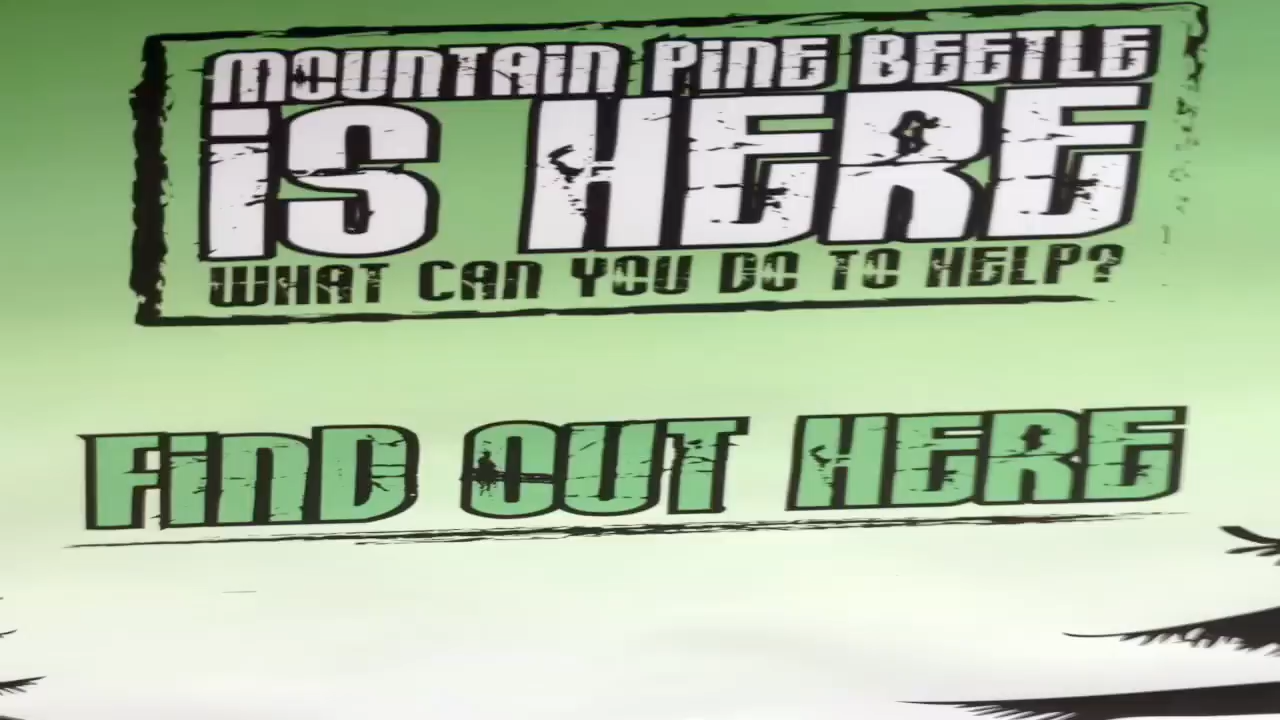 MOUNTAIN PINE BEETLE
IS HERE
WHAT CAN YOU DO TO HELP?
FIND OUT HERE